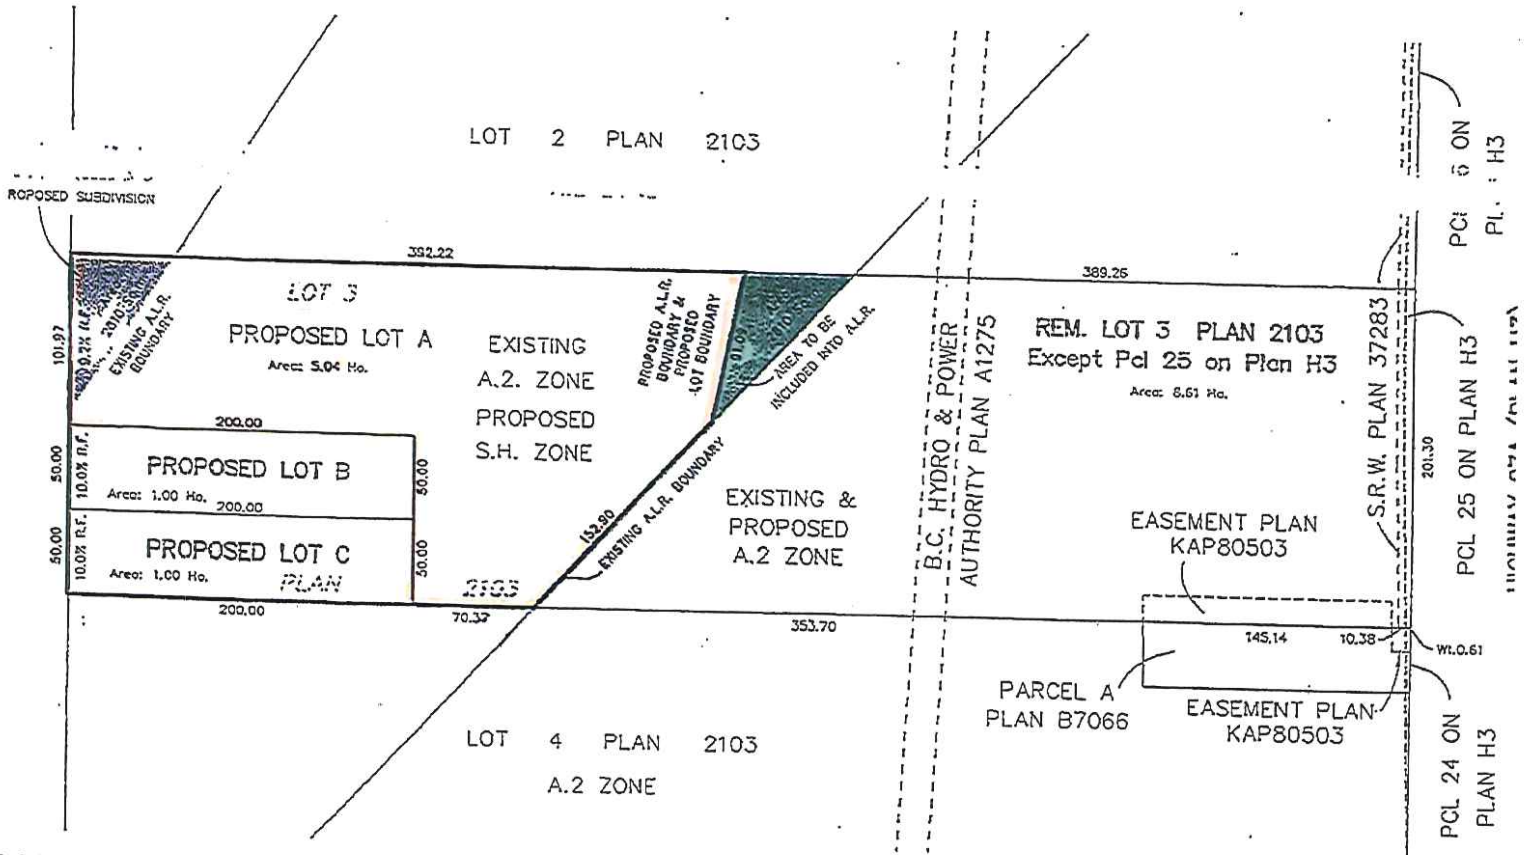 LOT 2 PLAN 2103
ROPOSED SUBDIVISION
392.22
389.26
LOT 3
PROPOSED LOT A
Area: 5.04 Ha.
101.97
EXISTING A.L.R.
BOUNDARY
EXISTING
A.2. ZONE
PROPOSED
S.H. ZONE
PROPOSED A.L.R.
BOUNDARY &
PROPOSED
LOT BOUNDARY
AREA TO BE
INCLUDED INTO A.L.R.
B.C. HYDRO & POWER
AUTHORITY PLAN A1275
REM. LOT 3 PLAN 2103
Except Pcl 25 on Plan H3
Area: 8.61 Ha.
S.R.W. PLAN 37283
201.30
PCL 25 ON PLAN H3
6 ON
H3
200.00
50.00
10.0% R.F.
PROPOSED LOT B
Area: 1.00 Ha.
50.00
200.00
50.00
10.0% R.F.
PROPOSED LOT C
Area: 1.00 Ha.
50.00
PLAN
2103
200.00
70.37
152.90
EXISTING A.L.R. BOUNDARY
EXISTING &
PROPOSED
A.2 ZONE
353.70
EASEMENT PLAN
KAP80503
145.14
10.38
Wt.0.61
PARCEL A
PLAN B7066
EASEMENT PLAN
KAP80503
PCL 24 ON
PLAN H3
LOT 4 PLAN 2103
A.2 ZONE